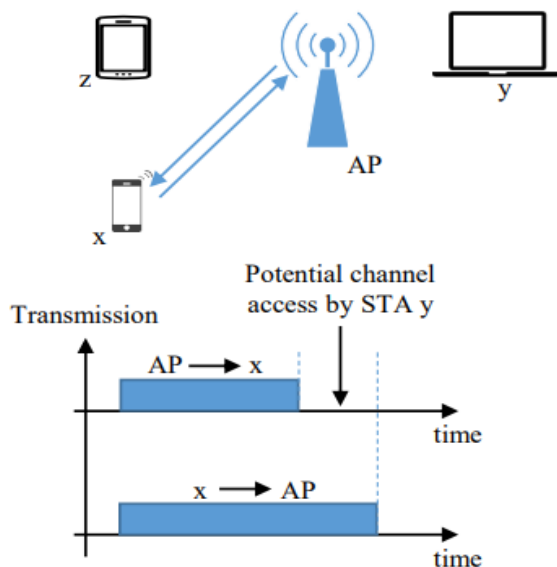 z
y
AP
x
Potential channel
access by STA y
Transmission
AP → x
time
x → AP
time